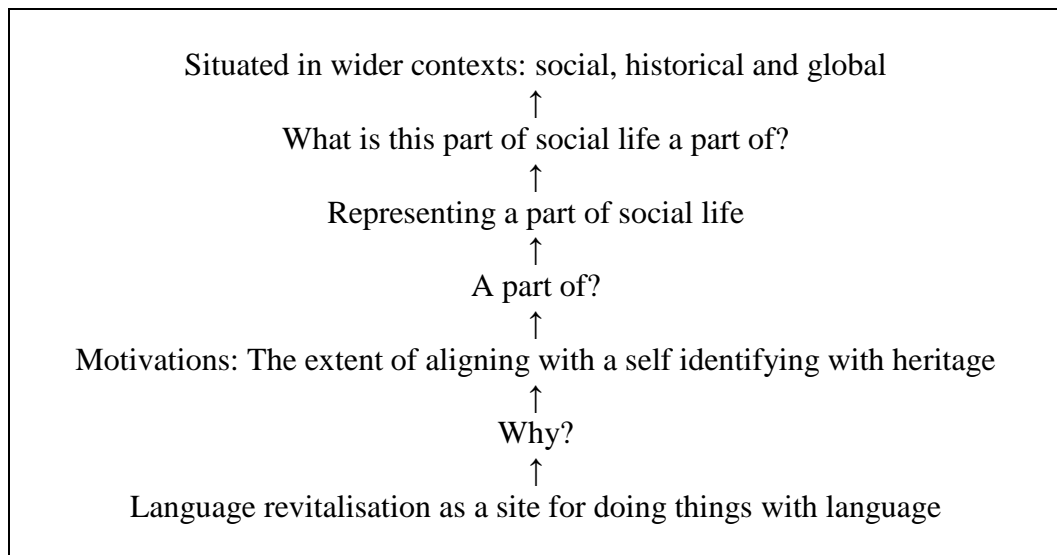 Situated in wider contexts: social, historical and global
↑
What is this part of social life a part of?
↑
Representing a part of social life
↑
A part of?
↑
Motivations: The extent of aligning with a self identifying with heritage
↑
Why?
↑
Language revitalisation as a site for doing things with language